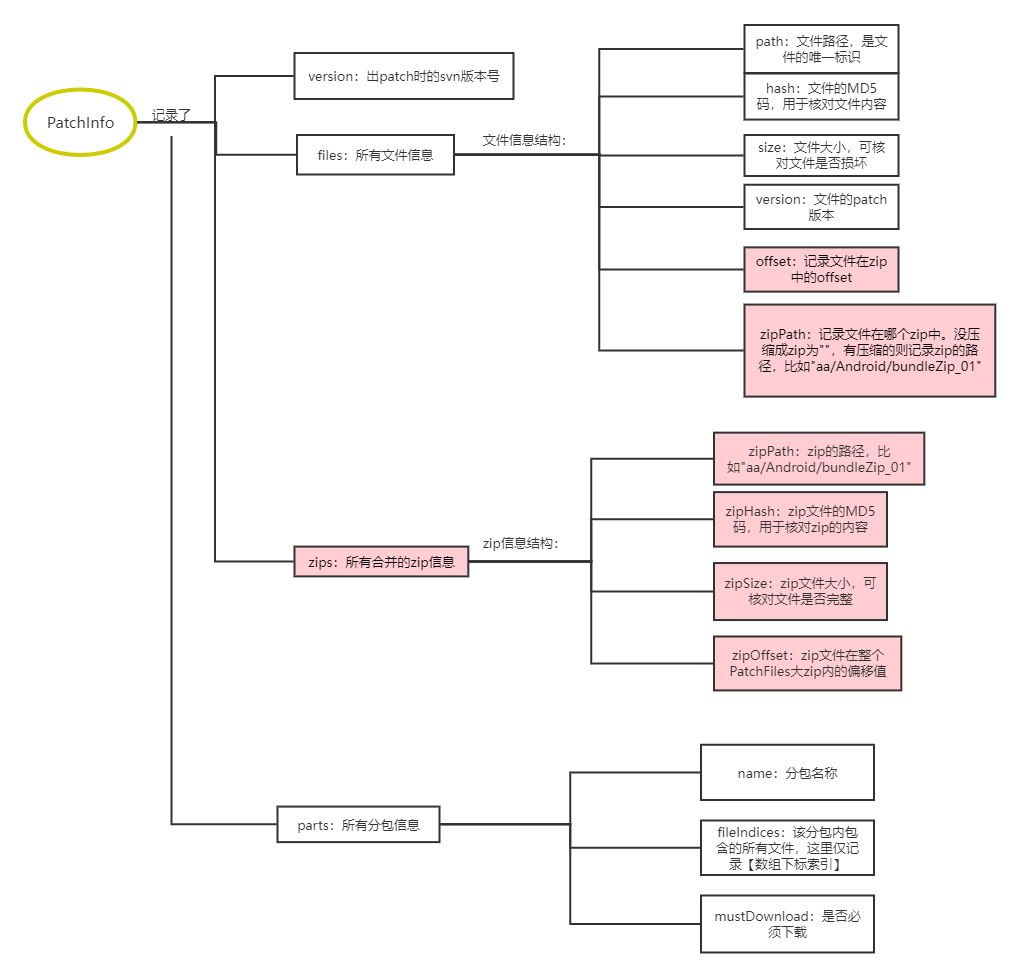 PatchInfo
记录了
version：出patch时的svn版本号
files：所有文件信息
文件信息结构：
path：文件路径，是文
件的唯一标识
hash：文件的MD5
码，用于核对文件内容
size：文件大小，可核
对文件是否损坏
version：文件的patch
版本
offset：记录文件在zip
中的offset
zipPath：记录文件在哪个zip中。没压
缩成zip为""，有压缩的则记录zip的路
径，比如"aa/Android/bundleZip_01"
zips：所有合并的zip信息
zip信息结构：
zipPath：zip的路径，比
如"aa/Android/bundleZip_01"
zipHash：zip文件的MD5
码，用于核对zip的内容
zipSize：zip文件大小，可
核对文件是否完整
zipOffset：zip文件在整个
PatchFiles大zip内的偏移值
parts：所有分包信息
name：分包名称
fileIndices：该分包内包
含的所有文件，这里仅记
录【数组下标索引】
mustDownload：是否必
须下载